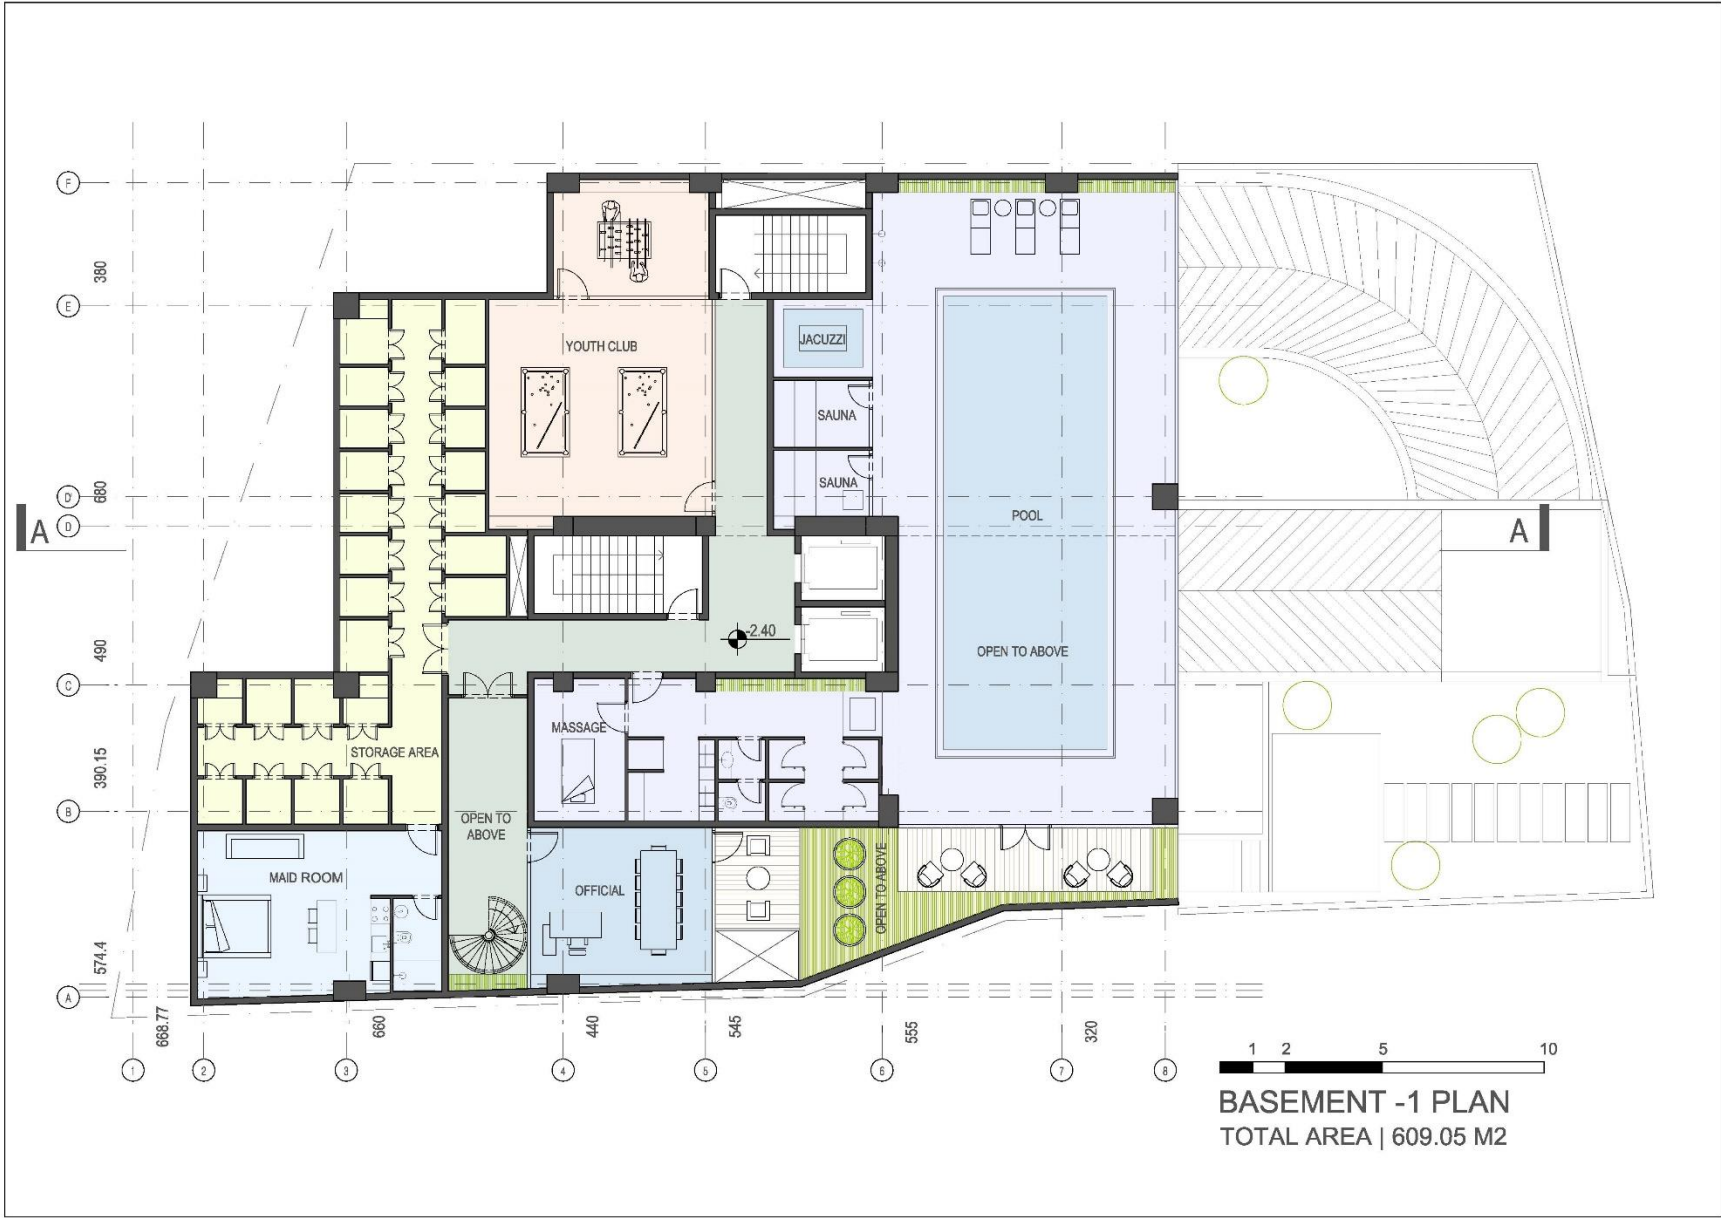 F
380
E
YOUTH CLUB
JACUZZI
SAUNA
SAUNA
D'
680
D
A
POOL
A
-2.40
490
OPEN TO ABOVE
C
MASSAGE
STORAGE AREA
390.15
B
OPEN TO
ABOVE
MAID ROOM
OFFICIAL
OPEN TO ABOVE
574.4
A
668.77
660
440
545
555
320
1
2
3
4
5
6
7
8
1 2 5 10
BASEMENT -1 PLAN
TOTAL AREA | 609.05 M2